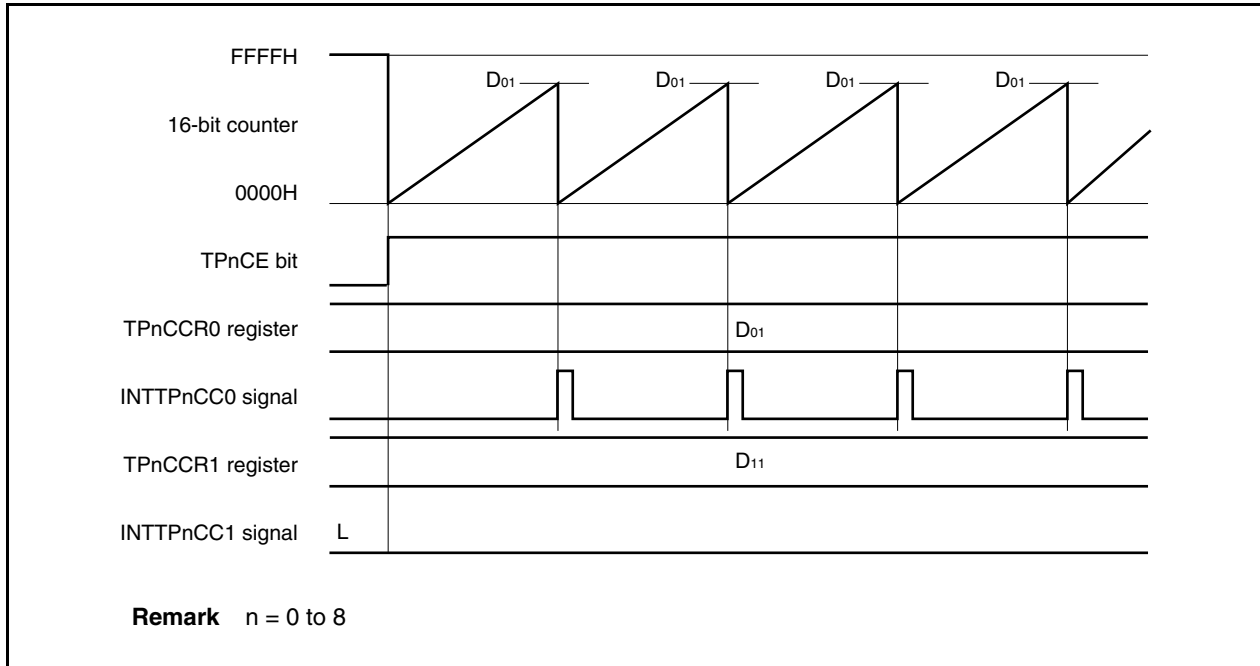 FFFFH
D01 D01 D01 D01
16-bit counter
0000H
TPnCE bit
TPnCCR0 register D01
INTTPnCC0 signal
TPnCCR1 register D11
INTTPnCC1 signal L
Remark n = 0 to 8